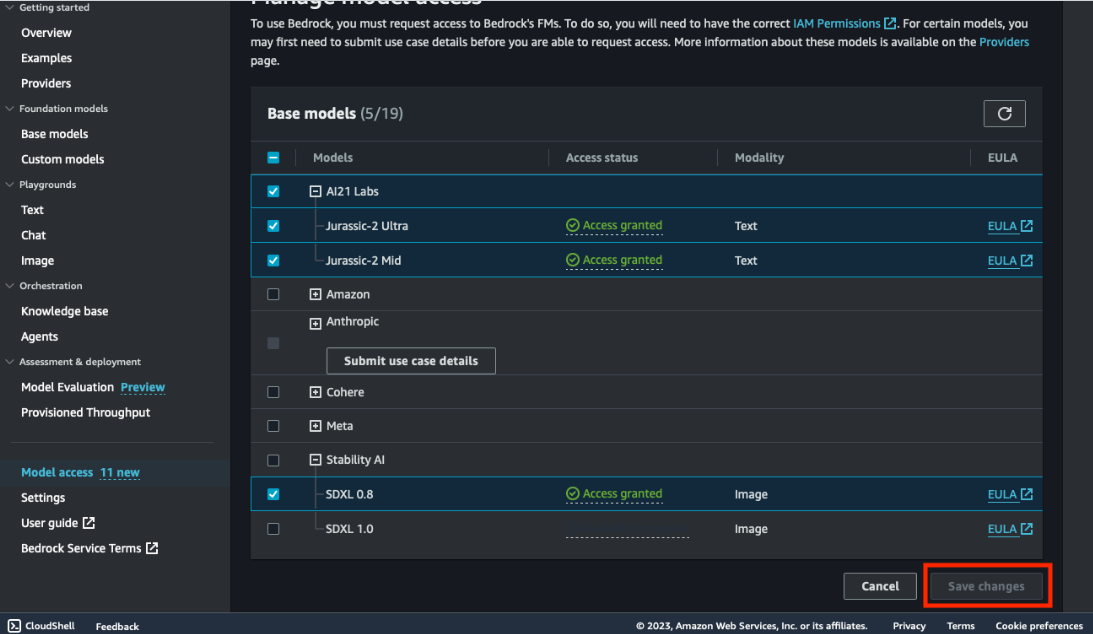 Getting started
Overview
Examples
Providers
Foundation models
Base models
Custom models
Playgrounds
Text
Chat
Image
Orchestration
Knowledge base
Agents
Assessment & deployment
Model Evaluation Preview
Provisioned Throughput
Model access 11 new
Settings
User guide
Bedrock Service Terms
Manage model access
To use Bedrock, you must request access to Bedrock's FMs. To do so, you will need to have the correct IAM Permissions. For certain models, you
may first need to submit use case details before you are able to request access. More information about these models is available on the Providers
page.
Base models (5/19)
Models Access status Modality EULA
AI21 Labs
Jurassic-2 Ultra Access granted Text EULA
Jurassic-2 Mid Access granted Text EULA
Amazon
Anthropic
Submit use case details
Cohere
Meta
Stability AI
SDXL 0.8 Access granted Image EULA
SDXL 1.0 Image EULA
Cancel Save changes
CloudShell Feedback © 2023, Amazon Web Services, Inc. or its affiliates. Privacy Terms Cookie preferences